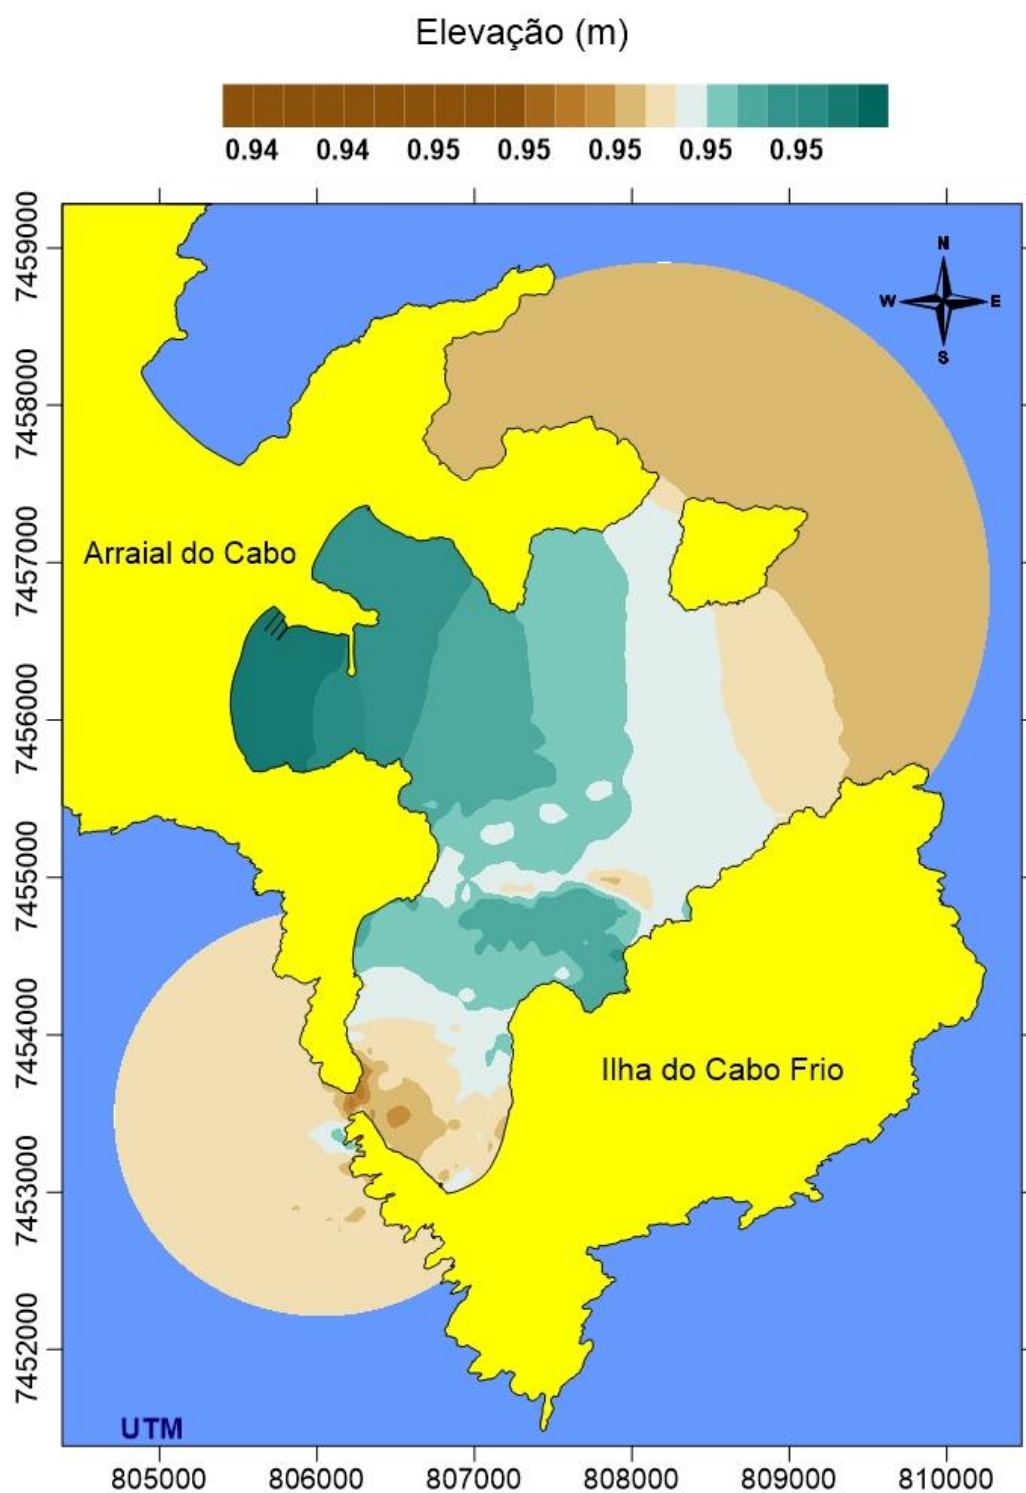 Elevação (m)
0.94 0.94 0.95 0.95 0.95 0.95 0.95
7459000
N
W E
S
7458000
Arraial do Cabo
7457000
7456000
7455000
7454000
Ilha do Cabo Frio
7453000
7452000
UTM
805000 806000 807000 808000 809000 810000